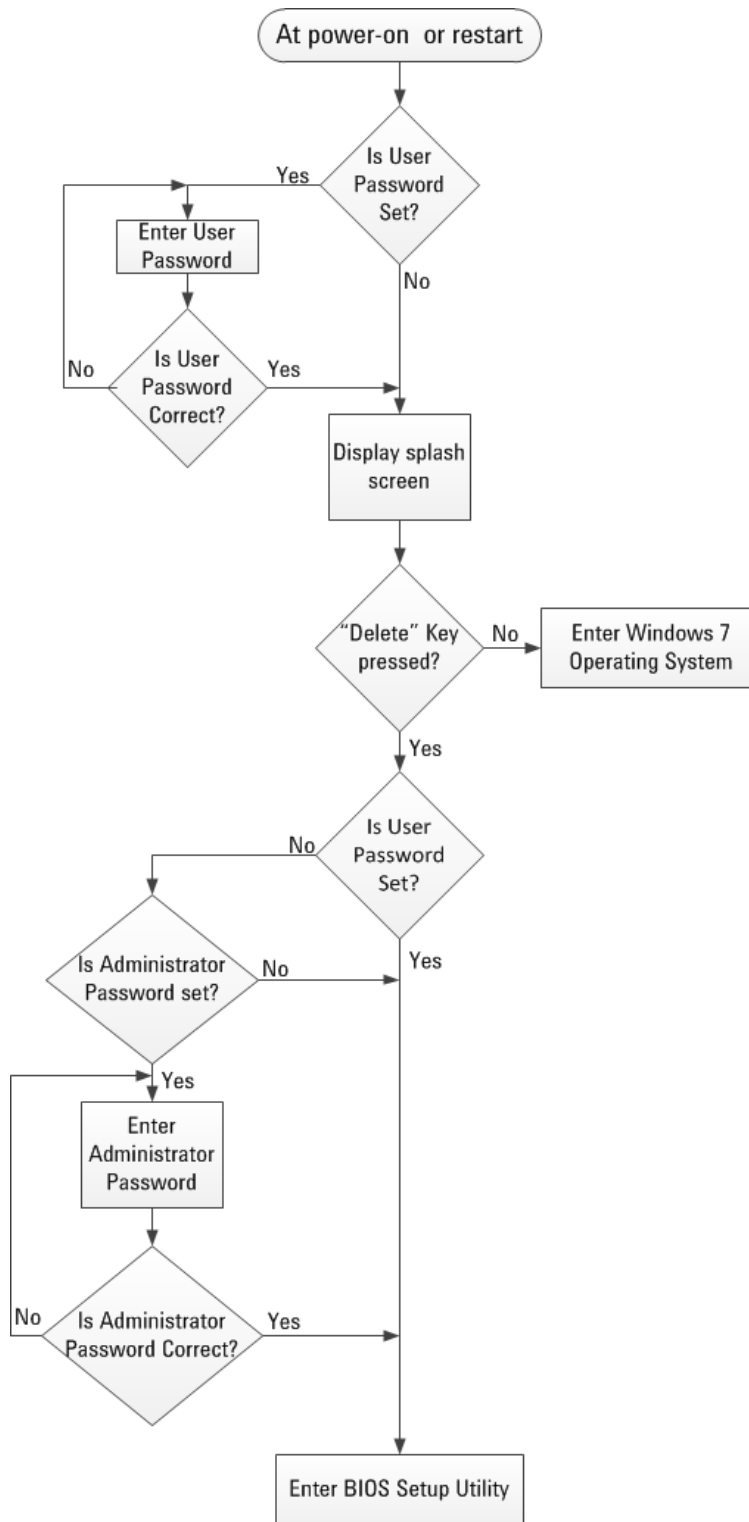 At power-on or restart
Is User
Password
Set?
Yes
No
Enter User
Password
Is User
Password
Correct?
No
Yes
Display splash
screen
“Delete” Key
pressed?
No
Enter Windows 7
Operating System
Yes
Is User
Password
Set?
No
Yes
Is Administrator
Password set?
No
Yes
Enter
Administrator
Password
Is Administrator
Password Correct?
No
Yes
Enter BIOS Setup Utility